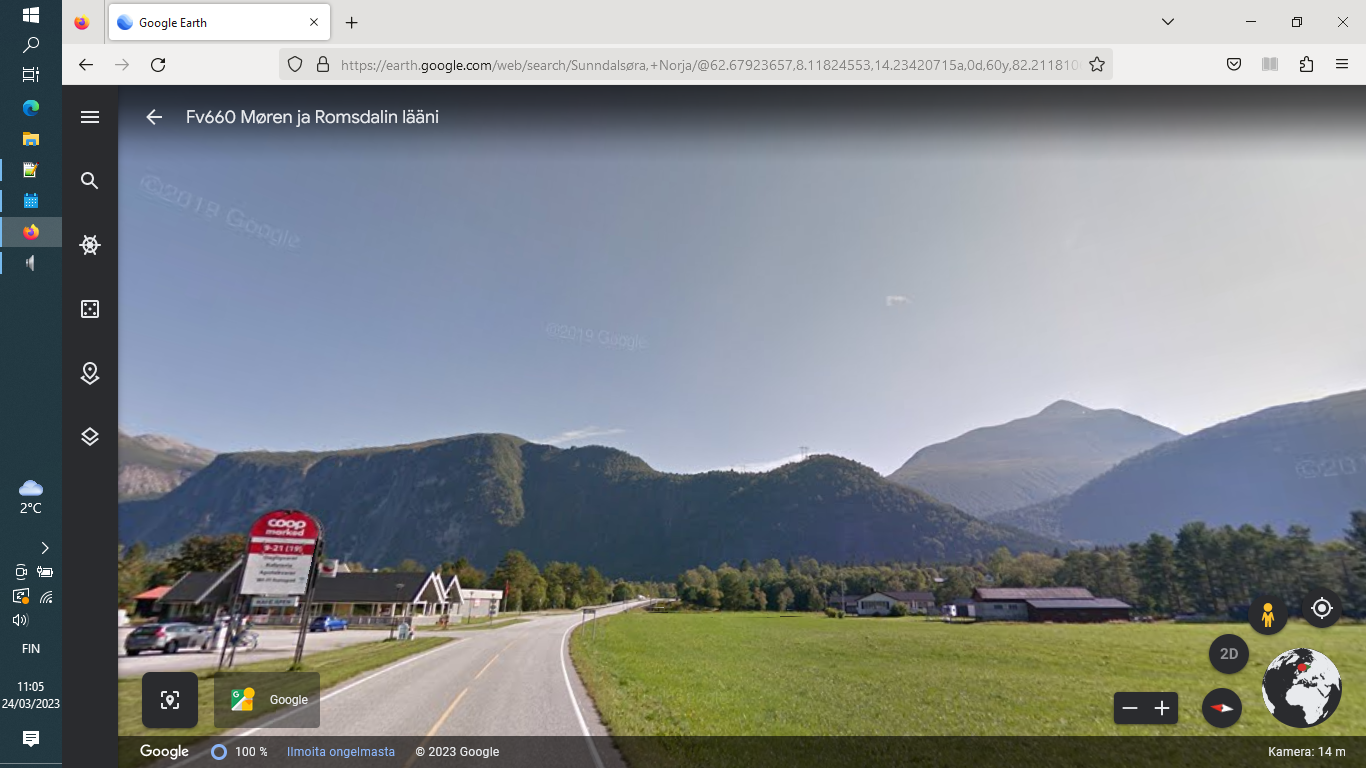 Google Earth
https://earth.google.com/web/search/Sunndalsøra,+Norja/@62.67923657,8.11824553,14.23420715a,0d,60y,82.211810
Fv660 Møren ja Romsdalin lääni
©2019 Google
©2019 Google
coop
marked
9-21 (19)
2°C
FIN
11:05
24/03/2023
G
Google
2D
Google
100 %
Ilmoita ongelmasta
© 2023 Google
Kamera: 14 m